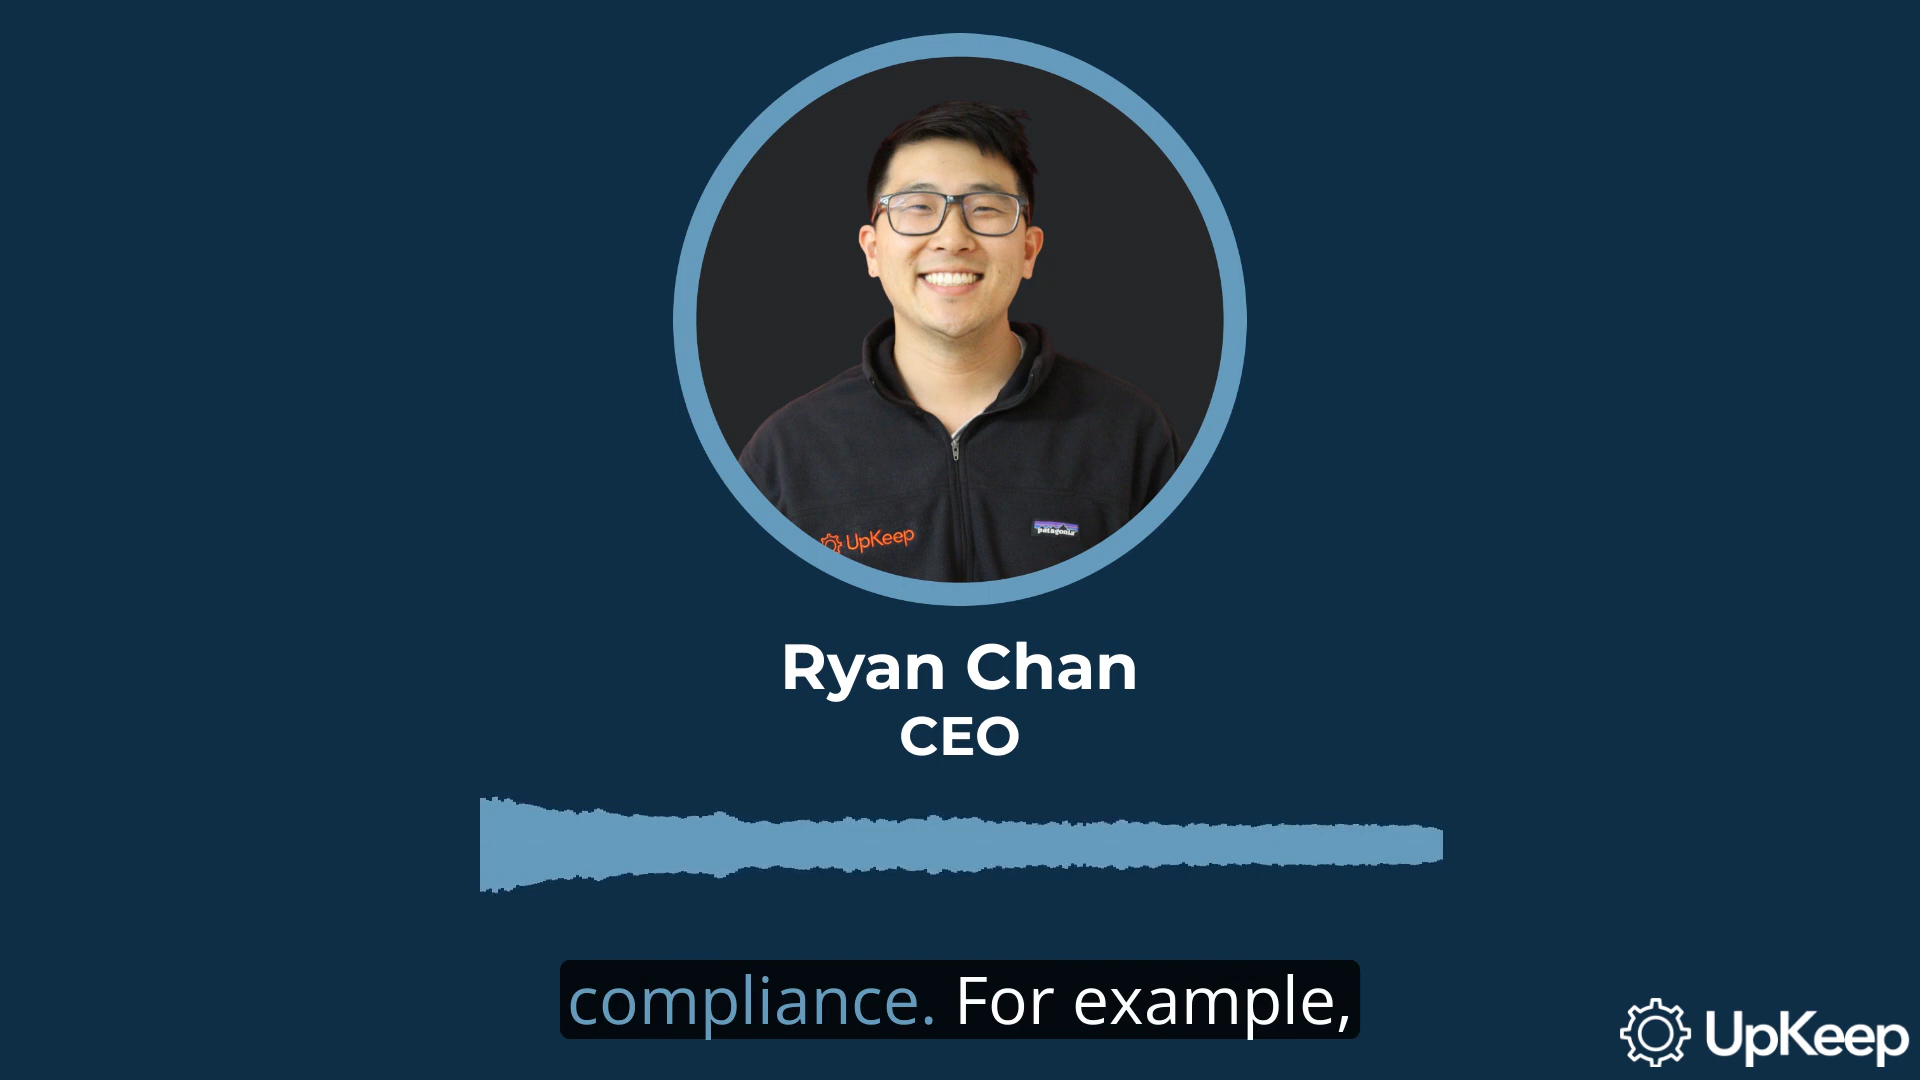 UpKeep
patagonia
Ryan Chan
CEO
compliance. For example,
UpKeep